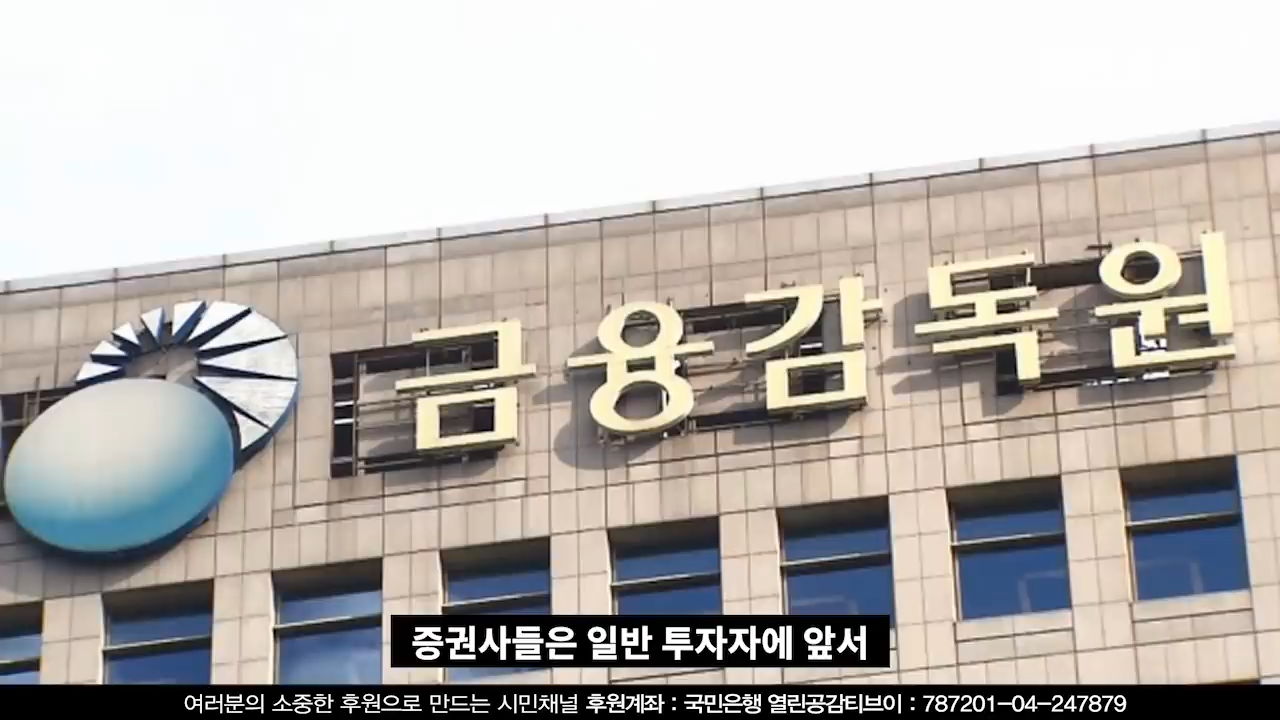 금융감독원
증권사들은 일반 투자자에 앞서
여러분의 소중한 후원으로 만드는 시민채널 후원계좌 : 국민은행 열린공감티브이 : 787201-04-247879